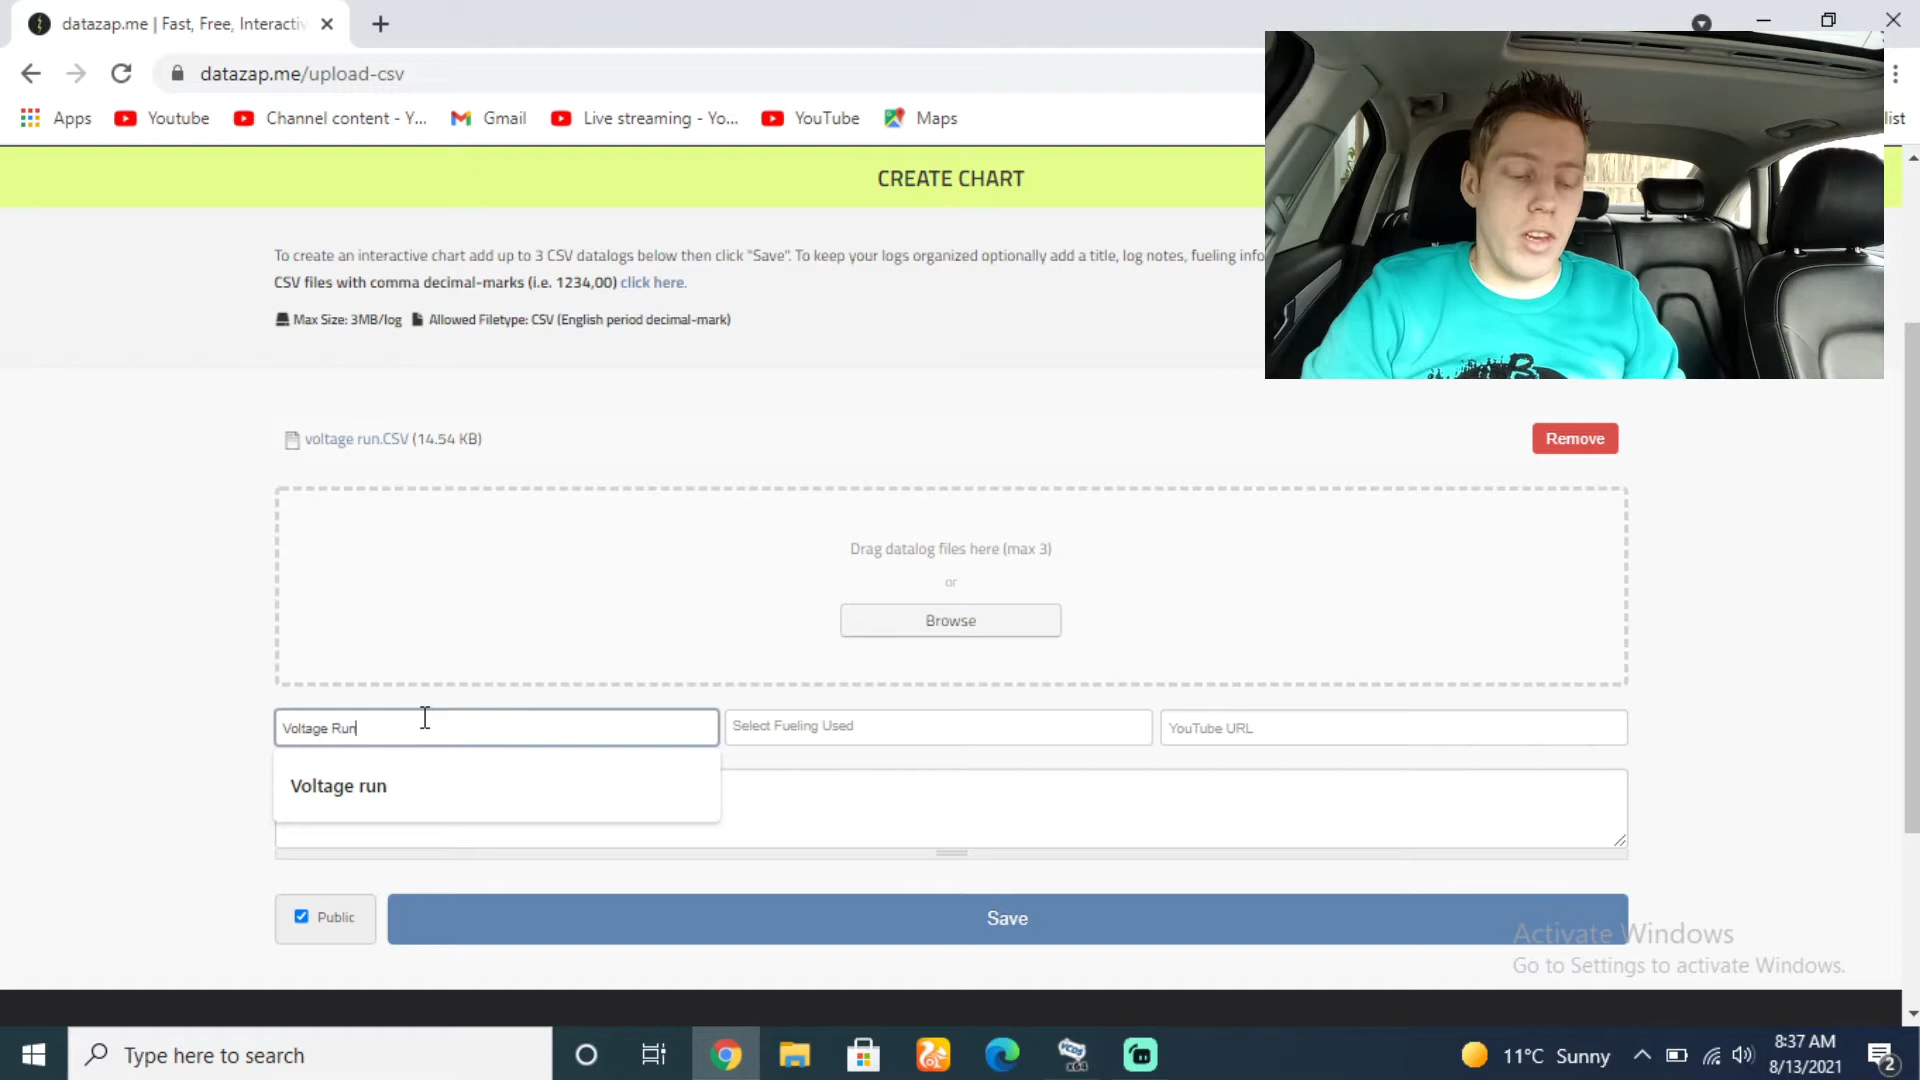 datazap.me | Fast, Free, Interactiv
datazap.me/upload-csv
Apps
Youtube
Channel content - Y...
Gmail
Live streaming - Yo...
YouTube
Maps
list
CREATE CHART
To create an interactive chart add up to 3 CSV datalogs below then click "Save". To keep your logs organized optionally add a title, log notes, fueling info
CSV files with comma decimal-marks (i.e. 1234,00) click here.
Max Size: 3MB/log Allowed Filetype: CSV (English period decimal-mark)
voltage run.CSV (14.54 KB)
Remove
Drag datalog files here (max 3)
or
Browse
Voltage Run
Select Fueling Used
YouTube URL
Voltage run
Public
Save
Activate Windows
Go to Settings to activate Windows.
Type here to search
VCDS
x64
11°C Sunny
8:37 AM
8/13/2021
2